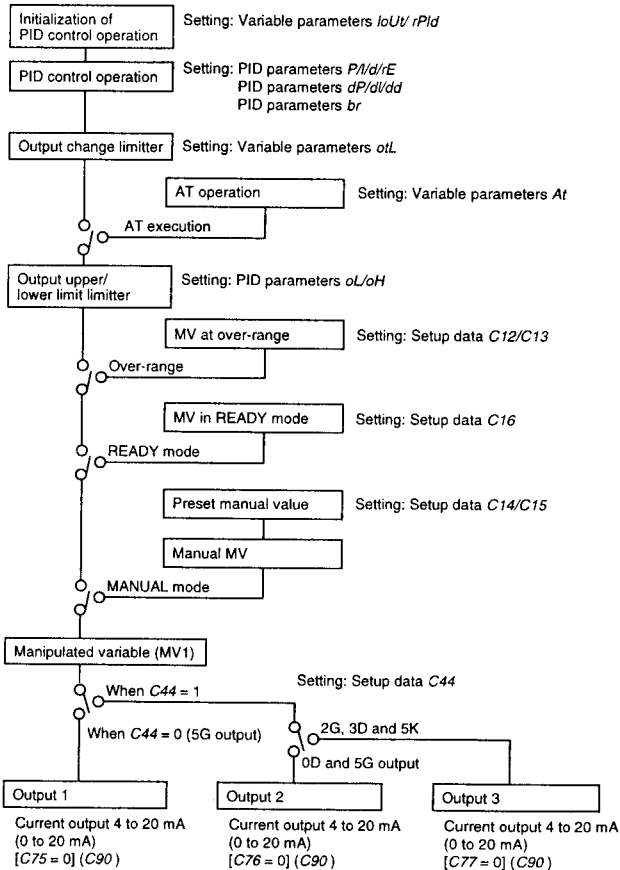 Initialization of
PID control operation
Setting: Variable parameters IoUt/ rPId
PID control operation
Setting: PID parameters P/I/d/rE
PID parameters dP/dI/dd
PID parameters br
Output change limitter
Setting: Variable parameters otL
AT operation
Setting: Variable parameters At
AT execution
Output upper/
lower limit limitter
Setting: PID parameters oL/oH
MV at over-range
Setting: Setup data C12/C13
Over-range
MV in READY mode
Setting: Setup data C16
READY mode
Preset manual value
Setting: Setup data C14/C15
Manual MV
MANUAL mode
Manipulated variable (MV1)
Setting: Setup data C44
When C44 = 1
When C44 = 0 (5G output)
2G, 3D and 5K
0D and 5G output
Output 1
Output 2
Output 3
Current output 4 to 20 mA
(0 to 20 mA)
[C75 = 0] (C90)
Current output 4 to 20 mA
(0 to 20 mA)
[C76 = 0] (C90)
Current output 4 to 20 mA
(0 to 20 mA)
[C77 = 0] (C90)